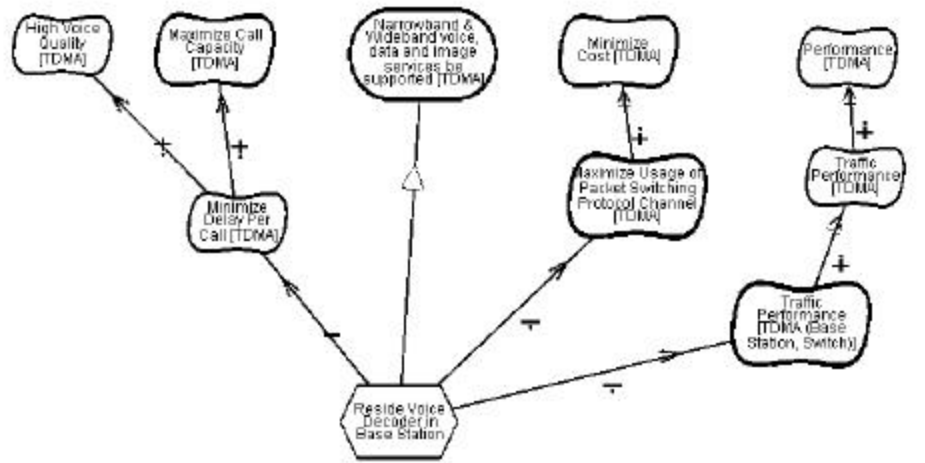 High Voice
Quality
[TDMA]
Maximize Call
Capacity
[TDMA]
Narrowband &
Wideband voice,
data and image
services be
supported [TDMA]
Minimize
Cost [TDMA]
Performance
[TDMA]
+
+
+
+
Maximize Usage of
Packet Switching
Protocol Channel
[TDMA]
Traffic
Performance
[TDMA]
Minimize
Delay Per
Call [TDMA]
+
Traffic
Performance
[TDMA (Base
Station, Switch)]
-
-
-
Reside Voice
Decoder in
Base Station